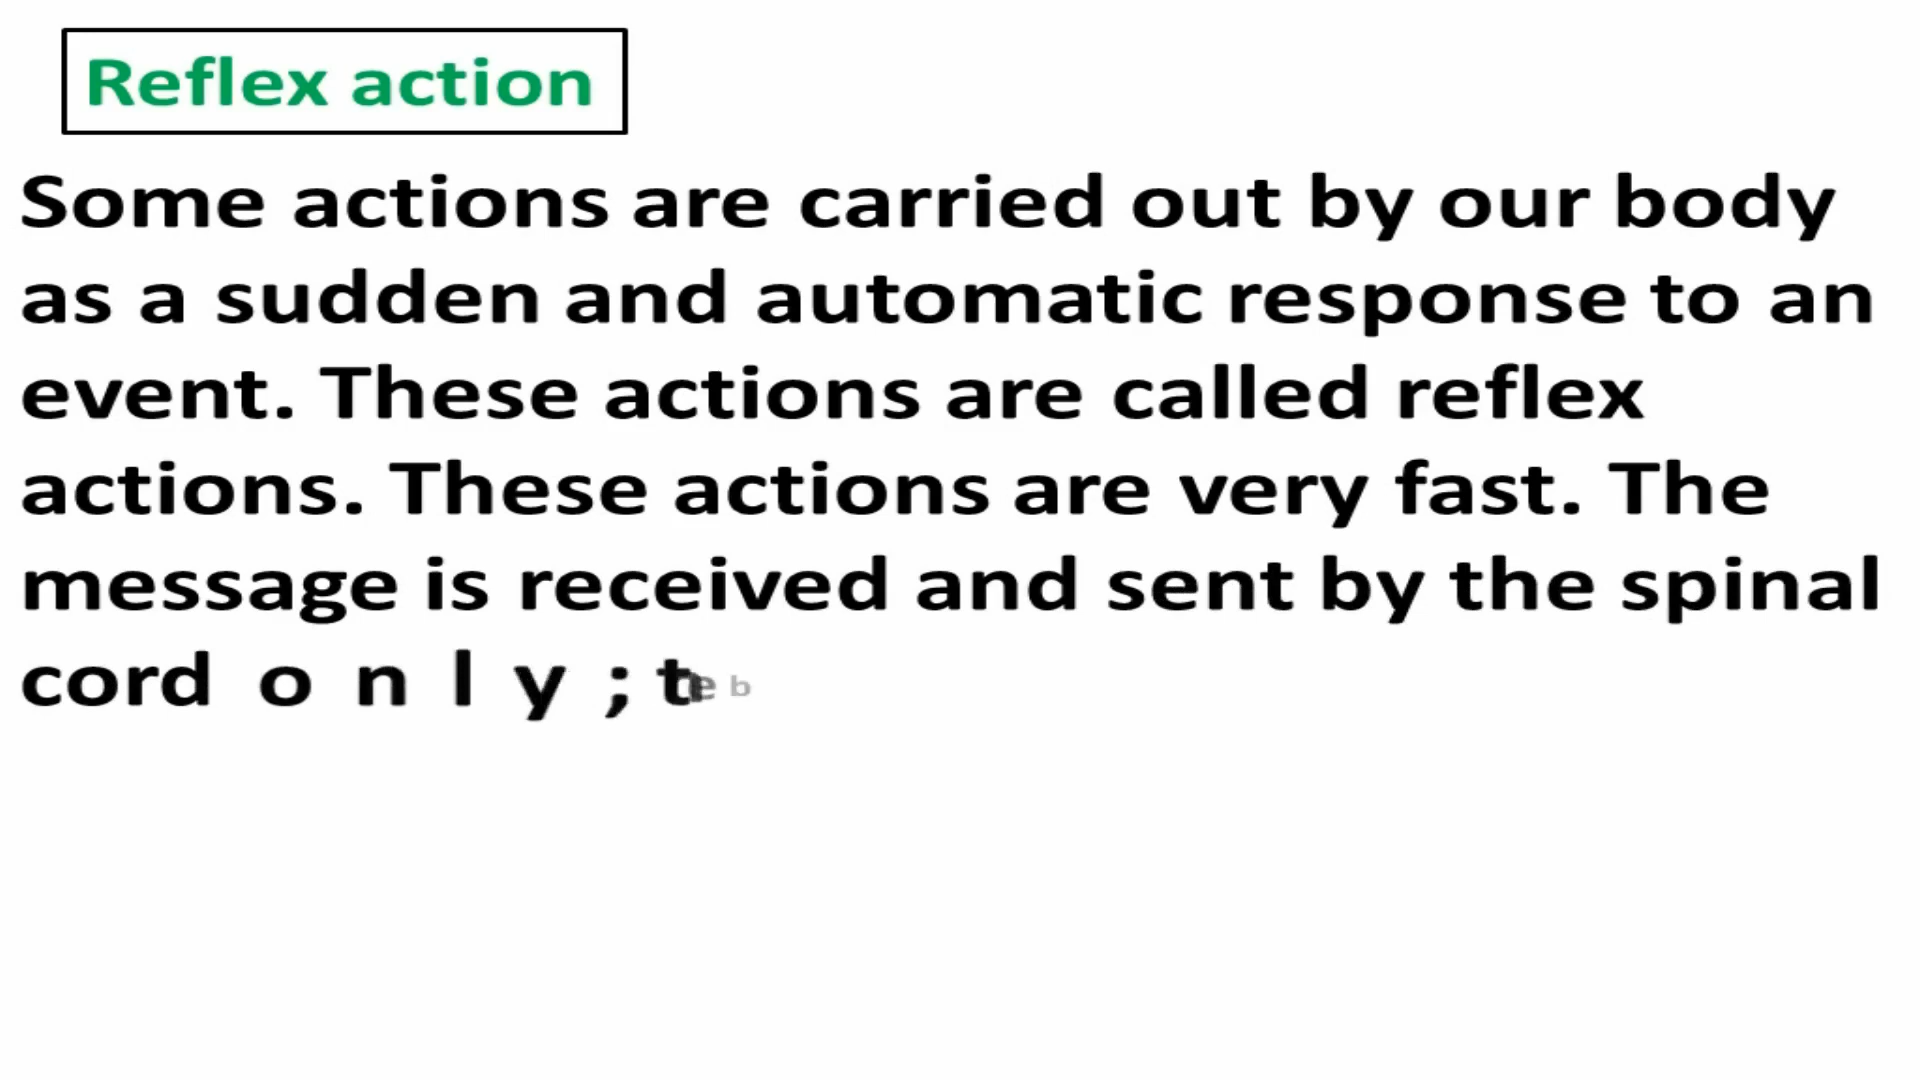 Reflex action
Some actions are carried out by our body
as a sudden and automatic response to an
event. These actions are called reflex
actions. These actions are very fast. The
message is received and sent by the spinal
cord o n l y ;